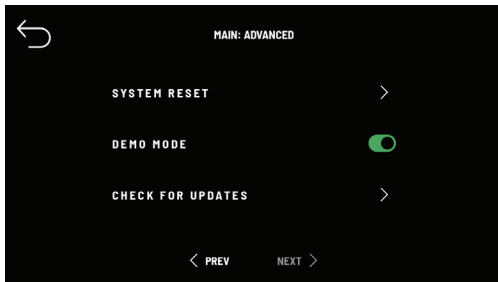 MAIN: ADVANCED
SYSTEM RESET
DEMO MODE
CHECK FOR UPDATES
PREV NEXT